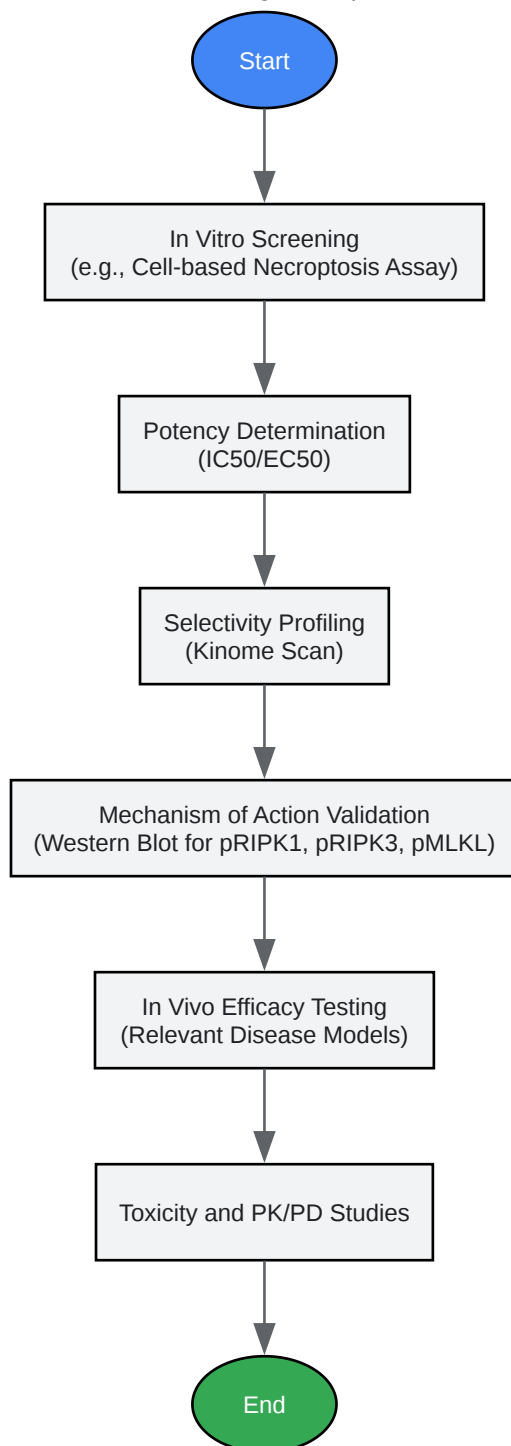 Start
In Vitro Screening
(e.g., Cell-based Necroptosis Assay)
Potency Determination
(IC50/EC50)
Selectivity Profiling
(Kinome Scan)
Mechanism of Action Validation
(Western Blot for pRIPK1, pRIPK3, pMLKL)
In Vivo Efficacy Testing
(Relevant Disease Models)
Toxicity and PK/PD Studies
End